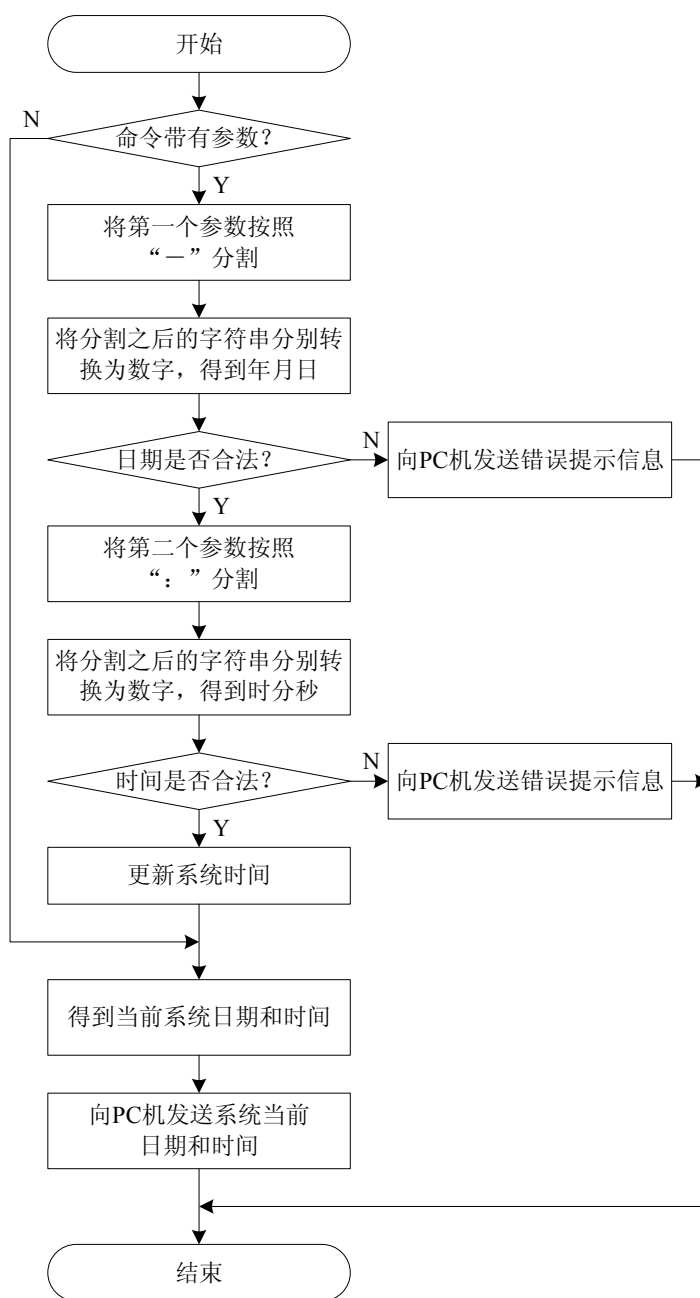 开始
N
命令带有参数?
Y
将第一个参数按照
“－”分割
将分割之后的字符串分别转
换为数字，得到年月日
日期是否合法?
N
向PC机发送错误提示信息
Y
将第二个参数按照
“：”分割
将分割之后的字符串分别转
换为数字，得到时分秒
时间是否合法?
N
向PC机发送错误提示信息
Y
更新系统时间
得到当前系统日期和时间
向PC机发送系统当前
日期和时间
结束